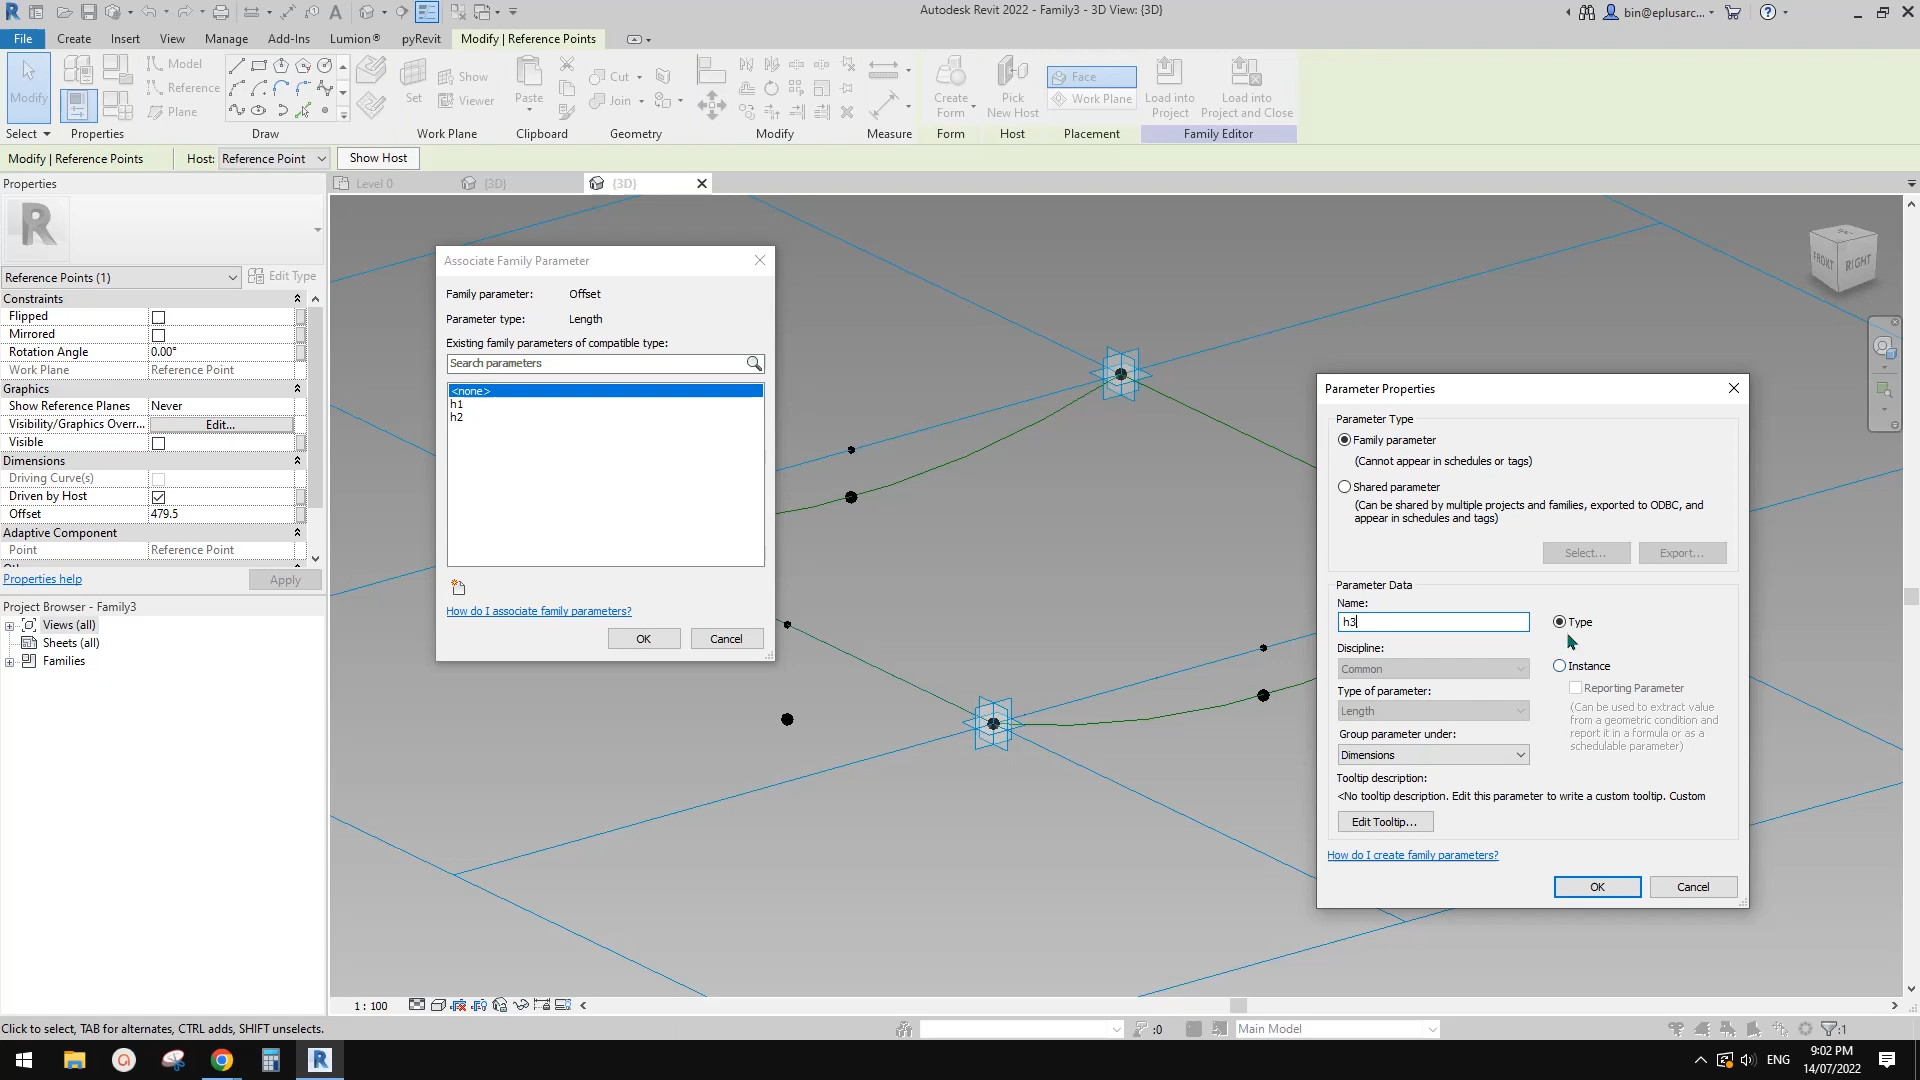 Autodesk Revit 2022 - Family3 - 3D View: {3D}
bin@eplusarc...
File
Create
Insert
View
Manage
Add-Ins
Lumion®
pyRevit
Modify | Reference Points
Modify
Model
Reference
Plane
Set
Show
Viewer
Paste
Cut
Join
Create
Form
Pick
New Host
Face
Work Plane
Load into
Project
Load into
Project and Close
Select
Properties
Draw
Work Plane
Clipboard
Geometry
Modify
Measure
Form
Host
Placement
Family Editor
Modify | Reference Points
Host:
Reference Point
Show Host
Properties
Level 0
{3D}
{3D}
Reference Points (1)
Edit Type
Constraints
Flipped
Mirrored
Rotation Angle
0.00°
Work Plane
Reference Point
Graphics
Show Reference Planes
Never
Visibility/Graphics Overr...
Edit...
Visible
Dimensions
Driving Curve(s)
Driven by Host
Offset
479.5
Adaptive Component
Point
Reference Point
Properties help
Apply
Project Browser - Family3
Views (all)
Sheets (all)
Families
Associate Family Parameter
Family parameter:
Offset
Parameter type:
Length
Existing family parameters of compatible type:
Search parameters
<none>
h1
h2
How do I associate family parameters?
OK
Cancel
FRONT
RIGHT
Parameter Properties
Parameter Type
Family parameter
(Cannot appear in schedules or tags)
Shared parameter
(Can be shared by multiple projects and families, exported to ODBC, and
appear in schedules and tags)
Select...
Export...
Parameter Data
Name:
h3
Type
Discipline:
Common
Instance
Type of parameter:
Reporting Parameter
Length
(Can be used to extract value
from a geometric condition and
report it in a formula or as a
schedulable parameter)
Group parameter under:
Dimensions
Tooltip description:
<No tooltip description. Edit this parameter to write a custom tooltip. Custom
Edit Tooltip...
How do I create family parameters?
OK
Cancel
1 : 100
Click to select, TAB for alternates, CTRL adds, SHIFT unselects.
:0
Main Model
:1
ENG
9:02 PM
14/07/2022